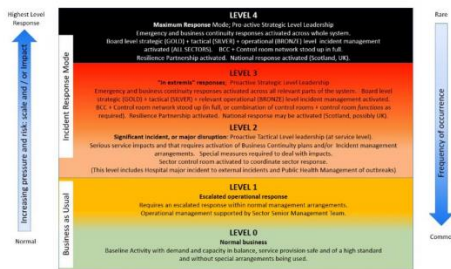 Highest Level
Response
Increasing pressure and risk: scale and / or Impact
Normal
Incident Response Mode
Business as Usual
LEVEL 4
Maximum Response Mode; Pro-active Strategic Level Leadership
Emergency and business continuity responses activated across whole system.
Board level strategic (GOLD) + tactical (SILVER) + operational (BRONZE) level incident management
activated (ALL SECTORS). BCC + Control room network stood up in full.
Resilience Partnership activated. National response activated (Scotland, UK).
LEVEL 3
"In extremis" responses; Proactive Strategic Level Leadership
Emergency and business continuity responses activated across all relevant parts of the system. Board level
strategic (GOLD) + tactical (SILVER) + relevant operational (BRONZE) level incident management activated.
BCC + Control room network stood up in full, or combination of control rooms + control room functions as
required). Resilience Partnership activated. National response may be activated (Scotland, possibly UK).
LEVEL 2
Significant incident, or major disruption; Proactive Tactical Level leadership (at service level).
Serious service impacts and that requires activation of Business Continuity plans and/or Incident management
arrangements. Special measures required to deal with impacts.
Sector control room activated to coordinate sector response.
(This level includes Hospital major incident to external incidents and Public Health Management of outbreaks)
LEVEL 1
Escalated operational response
Requires an escalated response within normal management arrangements.
Operational management supported by Sector Senior Management Team.
LEVEL 0
Normal business
Baseline Activity with demand and capacity in balance, service provision safe and of a high standard
and without special arrangements being used.
Rare
Frequency of occurrence
Commo